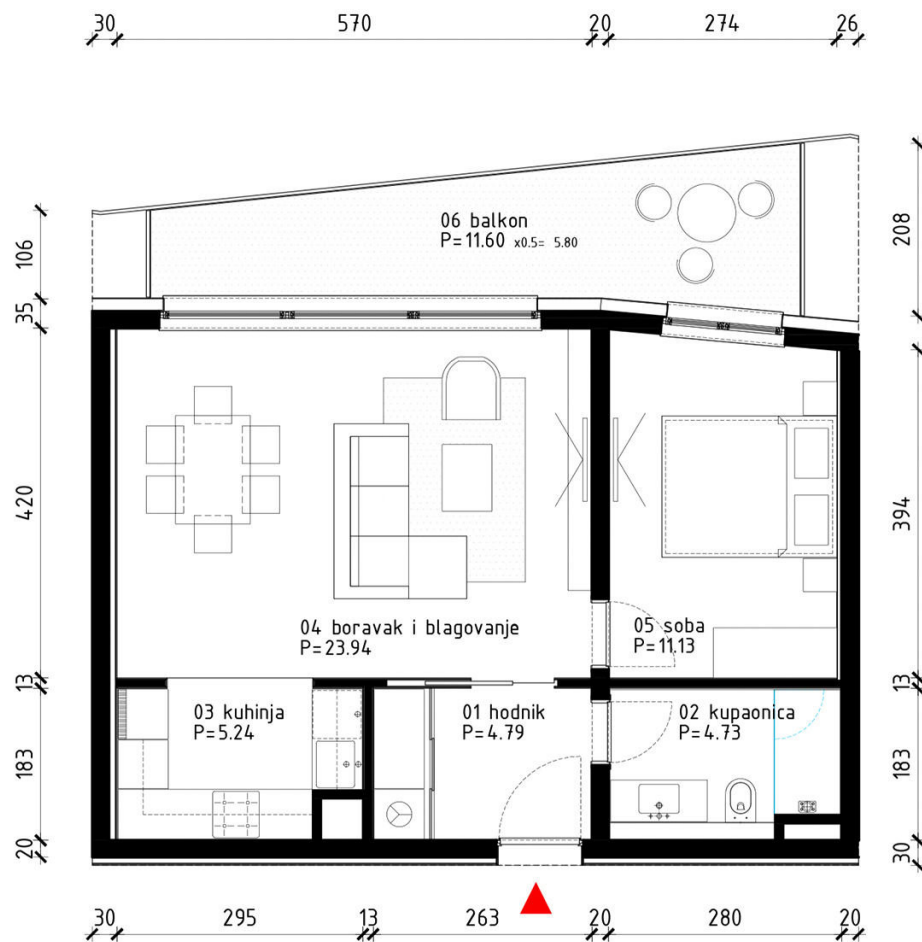 30 570 20 274 26
06 balkon
P=11.60 x0.5= 5.80
106
208
35
420
394
04 boravak i blagovanje
P=23.94
05 soba
P=11.13
13
13
03 kuhinja
P=5.24
01 hodnik
P=4.79
02 kupaonica
P=4.73
183
183
20
30
30 295 13 263 20 280 20